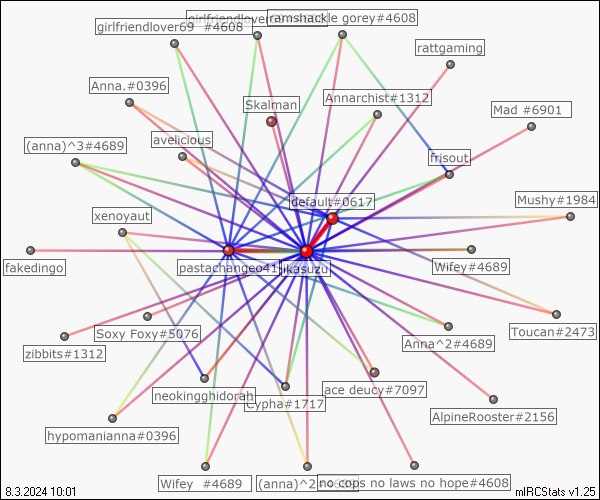 girlfriendlover69 #4608
ramshackle gorey#4608
rattgaming
Anna.#0396
Skalman
Annarchist#1312
Mad #6901
(anna)^3#4689
avelicious
frisout
xenoyaut
default#0617
Mushy#1984
fakedingo
pastachangeo41
ikasuzu
Wifey#4689
Soxy Foxy#5076
Toucan#2473
zibbits#1312
Anna^2#4689
neokingghidorah
Cypha#1717
ace deucy#7097
AlpineRooster#2156
hypomanianna#0396
Wifey  #4689
(anna)^2
no cops no laws no hope#4608
8.3.2024 10:01
mIRCStats v1.25